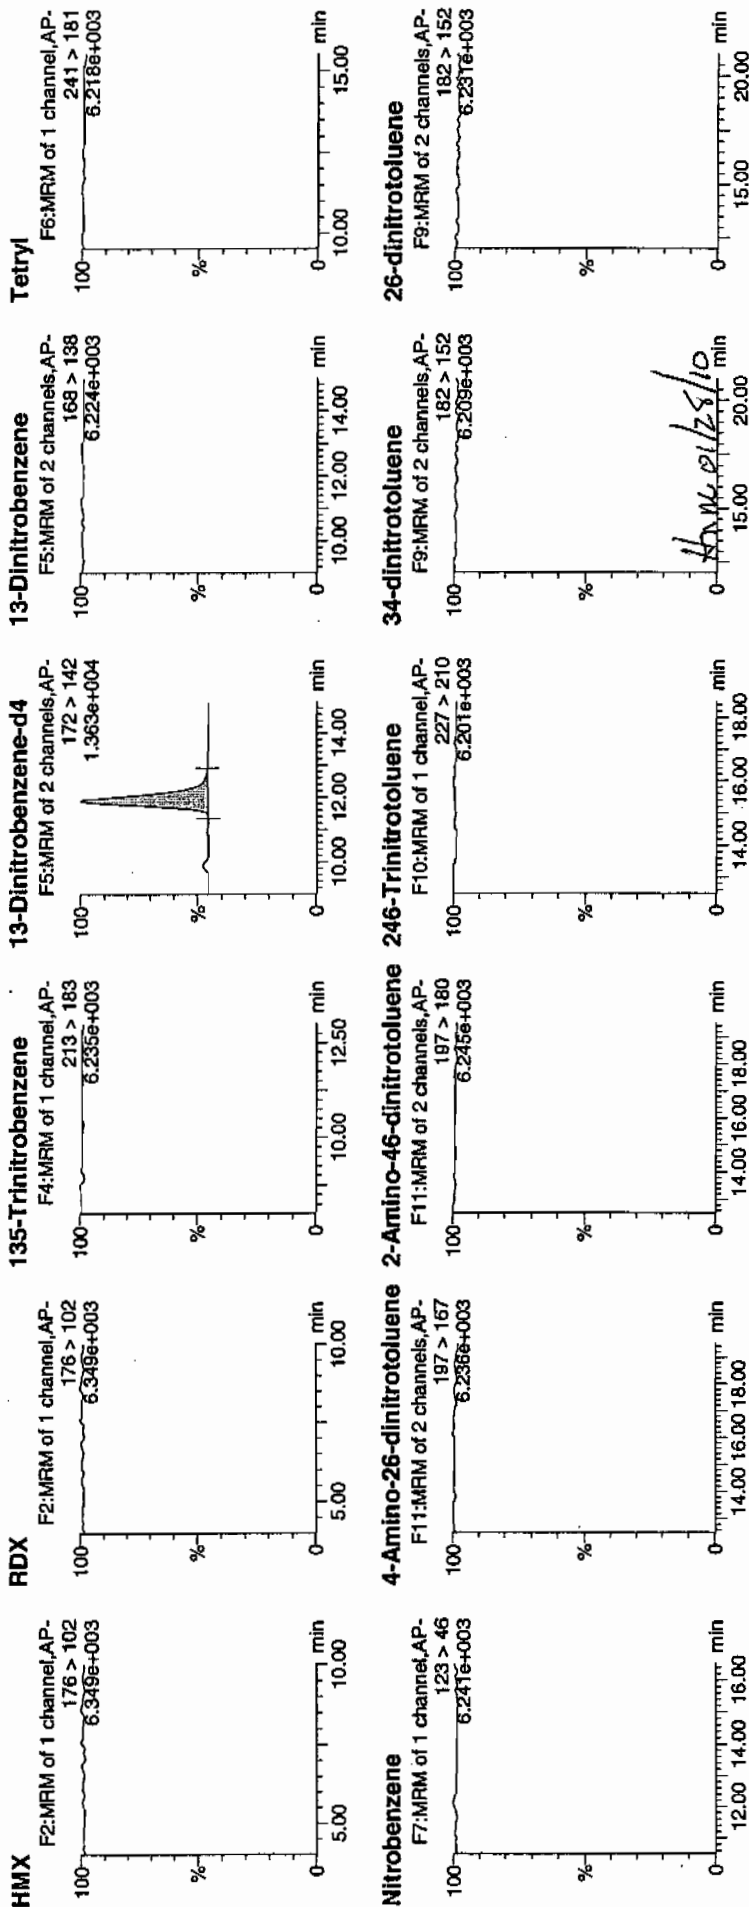 HMX
F2:MRM of 1 channel,AP-
176 > 102
6.349e+003
100
%
0
5.00 10.00 min
RDX
F2:MRM of 1 channel,AP-
176 > 102
6.349e+003
100
%
0
5.00 10.00 min
135-Trinitrobenzene
F4:MRM of 1 channel,AP-
213 > 183
6.235e+003
100
%
0
10.00 12.50 min
13-Dinitrobenzene-d4
F5:MRM of 2 channels,AP-
172 > 142
1.363e+004
100
%
0
10.00 12.00 14.00 min
13-Dinitrobenzene
F5:MRM of 2 channels,AP-
168 > 138
6.224e+003
100
%
0
10.00 12.00 14.00 min
Tetryl
F6:MRM of 1 channel,AP-
241 > 181
6.218e+003
100
%
0
10.00 15.00 min
Nitrobenzene
F7:MRM of 1 channel,AP-
123 > 46
6.241e+003
100
%
0
12.00 14.00 16.00 min
4-Amino-26-dinitrotoluene
F11:MRM of 2 channels,AP-
197 > 167
6.236e+003
100
%
0
14.00 16.00 18.00 min
2-Amino-46-dinitrotoluene
F11:MRM of 2 channels,AP-
197 > 180
6.245e+003
100
%
0
14.00 16.00 18.00 min
246-Trinitrotoluene
F10:MRM of 1 channel,AP-
227 > 210
6.201e+003
100
%
0
14.00 16.00 18.00 min
34-dinitrotoluene
F9:MRM of 2 channels,AP-
182 > 152
6.209e+003
100
%
01/28/10
0
15.00 20.00 min
26-dinitrotoluene
F9:MRM of 2 channels,AP-
182 > 152
6.231e+003
100
%
0
15.00 20.00 min